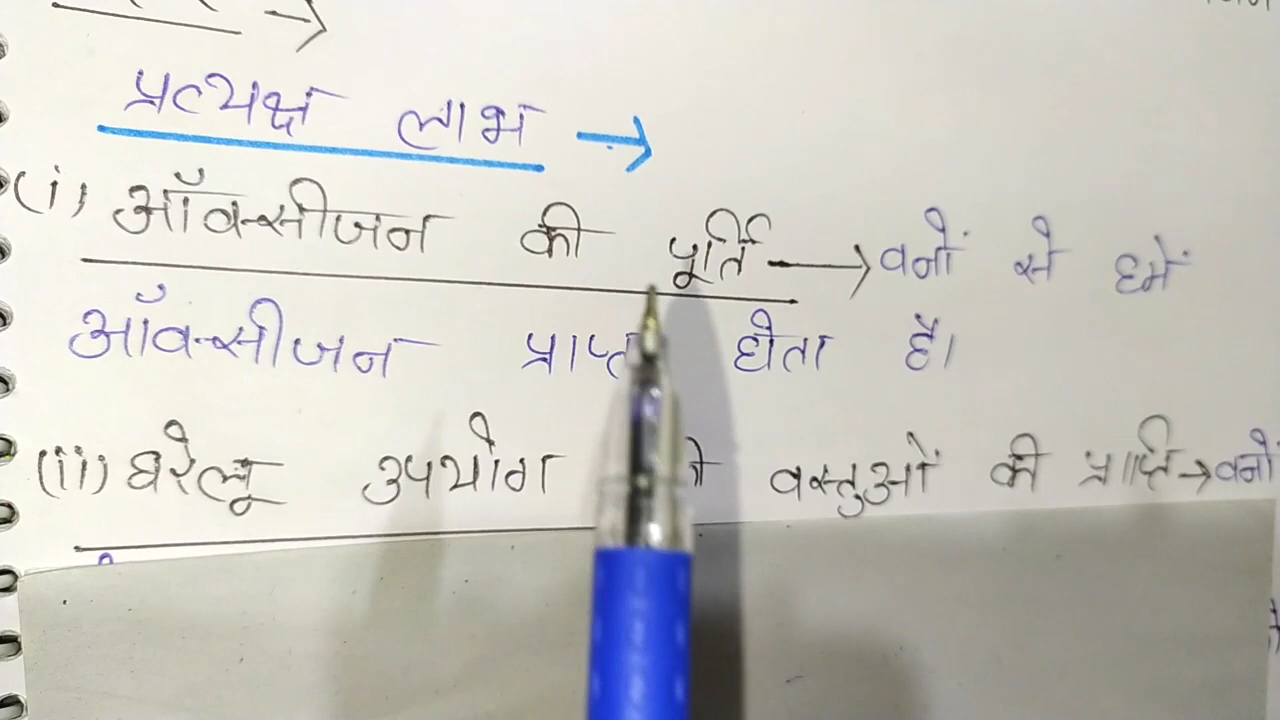 प्रत्यक्ष लाभ →
(i) ऑक्सीजन की पूर्ति → वनों से हमें
ऑक्सीजन प्राप्त होता है।
(ii) घरेलू उपयोग वस्तुओं की प्राप्ति → वनों